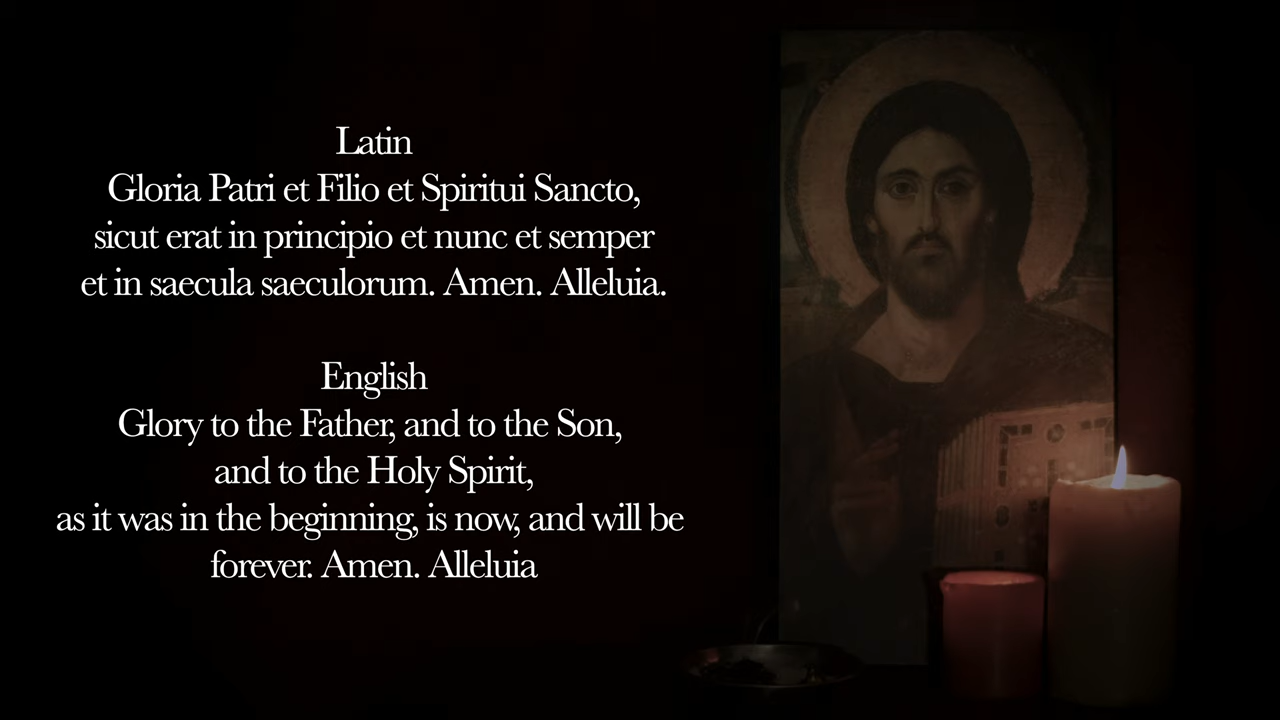 Latin
Gloria Patri et Filio et Spiritui Sancto,
sicut erat in principio et nunc et semper
et in saecula saeculorum. Amen. Alleluia.
English
Glory to the Father, and to the Son,
and to the Holy Spirit,
as it was in the beginning, is now, and will be
forever. Amen. Alleluia